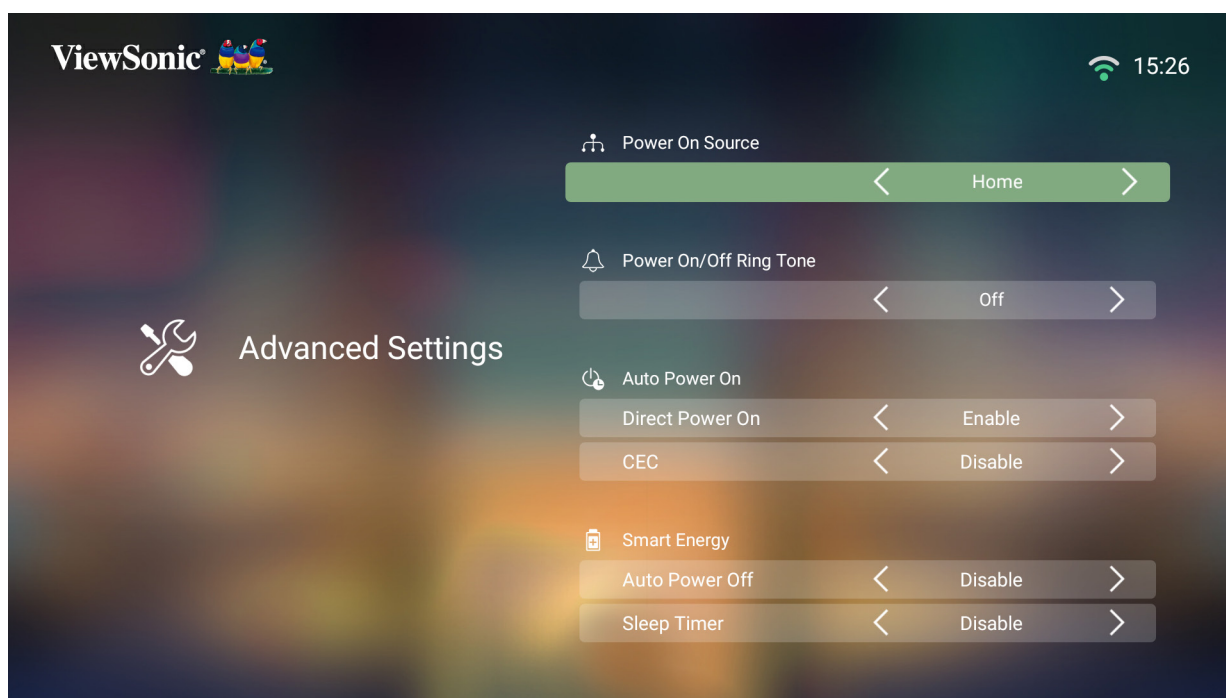 ViewSonic®
15:26
Power On Source
Home
Power On/Off Ring Tone
Off
Advanced Settings
Auto Power On
Direct Power On Enable
CEC Disable
Smart Energy
Auto Power Off Disable
Sleep Timer Disable